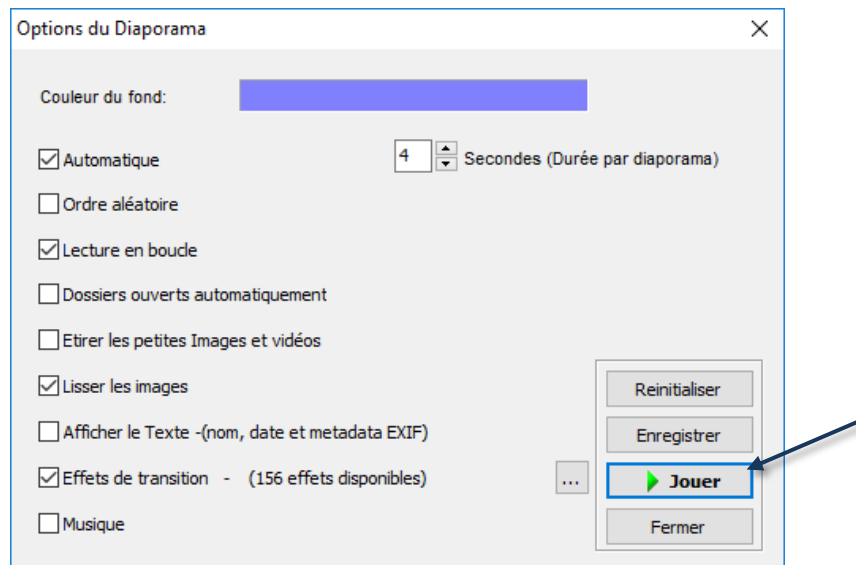 Options du Diaporama
Couleur du fond:
Automatique
4 Secondes (Durée par diaporama)
Ordre aléatoire
Lecture en boucle
Dossiers ouverts automatiquement
Etirer les petites Images et vidéos
Lisser les images
Reinitialiser
Afficher le Texte -(nom, date et metadata EXIF)
Enregistrer
Effets de transition - (156 effets disponibles)
...
Jouer
Musique
Fermer